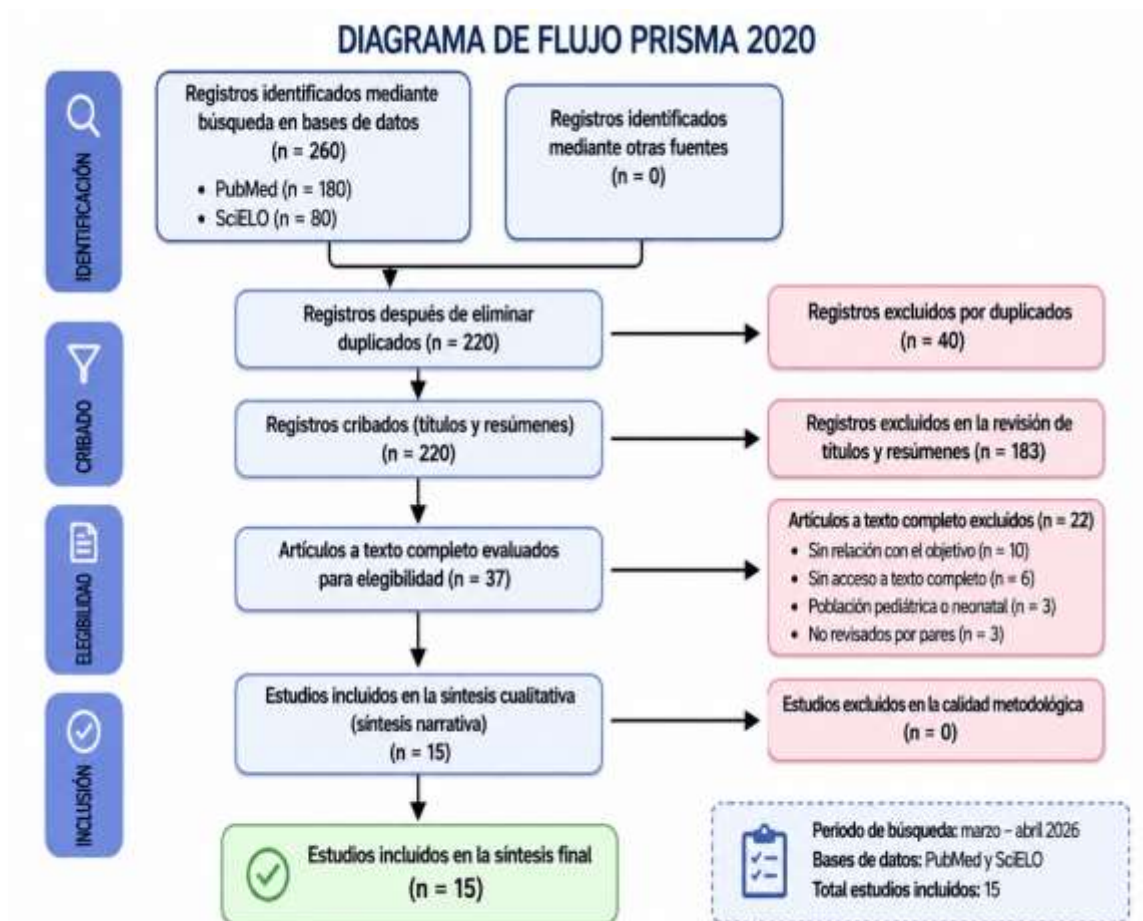 DIAGRAMA DE FLUJO PRISMA 2020
IDENTIFICACIÓN
Registros identificados mediante
búsqueda en bases de datos
(n = 260)
• PubMed (n = 180)
• SciELO (n = 80)
Registros identificados
mediante otras fuentes
(n = 0)
Registros después de eliminar
duplicados (n = 220)
Registros excluidos por duplicados
(n = 40)
CRIBADO
Registros cribados (títulos y resúmenes)
(n = 220)
Registros excluidos en la revisión de
títulos y resúmenes (n = 183)
ELEGIBILIDAD
Artículos a texto completo evaluados
para elegibilidad (n = 37)
Artículos a texto completo excluidos (n = 22)
• Sin relación con el objetivo (n = 10)
• Sin acceso a texto completo (n = 6)
• Población pediátrica o neonatal (n = 3)
• No revisados por pares (n = 3)
INCLUSIÓN
Estudios incluidos en la síntesis cualitativa
(síntesis narrativa)
(n = 15)
Estudios excluidos en la calidad metodológica
(n = 0)
Estudios incluidos en la síntesis final
(n = 15)
Periodo de búsqueda: marzo – abril 2026
Bases de datos: PubMed y SciELO
Total estudios incluidos: 15